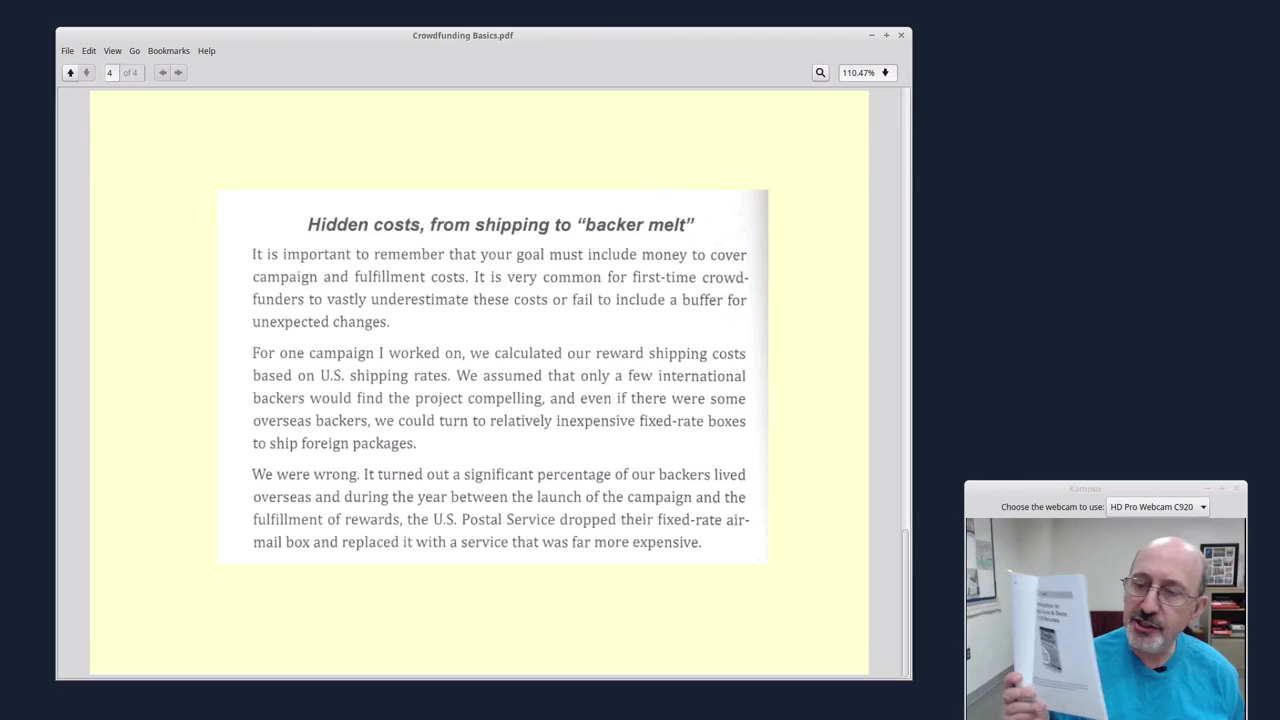 Crowdfunding Basics.pdf
File Edit View Go Bookmarks Help
4 of 4
110.47%
Hidden costs, from shipping to “backer melt”
It is important to remember that your goal must include money to cover
campaign and fulfillment costs. It is very common for first-time crowd-
funders to vastly underestimate these costs or fail to include a buffer for
unexpected changes.
For one campaign I worked on, we calculated our reward shipping costs
based on U.S. shipping rates. We assumed that only a few international
backers would find the project compelling, and even if there were some
overseas backers, we could turn to relatively inexpensive fixed-rate boxes
to ship foreign packages.
We were wrong. It turned out a significant percentage of our backers lived
overseas and during the year between the launch of the campaign and the
fulfillment of rewards, the U.S. Postal Service dropped their fixed-rate air-
mail box and replaced it with a service that was far more expensive.
Kamoso
Choose the webcam to use: HD Pro Webcam C920